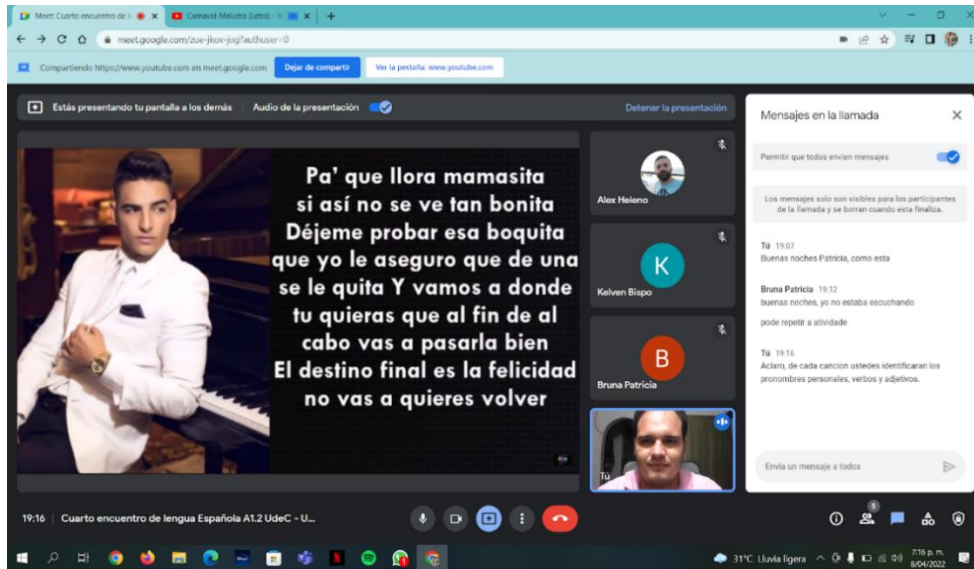 Meet: Cuarto encuentro de l
Carnaval-Maluma (Letra) - Yo
meet.google.com/zue-jkox-jog?authuser=0
Compartiendo https://www.youtube.com en meet.google.com
Dejar de compartir
Ver la pestaña: www.youtube.com
Estás presentando tu pantalla a los demás
Audio de la presentación
Detener la presentación
Pa' que llora mamasita
si así no se ve tan bonita
Déjeme probar esa boquita
que yo le aseguro que de una
se le quita Y vamos a donde
tu quieras que al fin de al
cabo vas a pasarla bien
El destino final es la felicidad
no vas a quieres volver
Alex Heleno
K
Kelven Bispo
B
Bruna Patricia
Tú
Mensajes en la llamada
Permitir que todos envíen mensajes
Los mensajes solo son visibles para los participantes
de la llamada y se borran cuando esta finaliza.
Tú 19:07
Buenas noches Patricia, como esta
Bruna Patricia 19:12
buenas noches, yo no estaba escuchando
pode repetir a atividade
Tú 19:16
Aclaro, de cada cancion ustedes identificaran los
pronombres personales, verbos y adjetivos.
Envía un mensaje a todos
19:16 | Cuarto encuentro de lengua Española A1.2 UdeC - U...
5
31°C Lluvia ligera
7:16 p. m.
8/04/2022